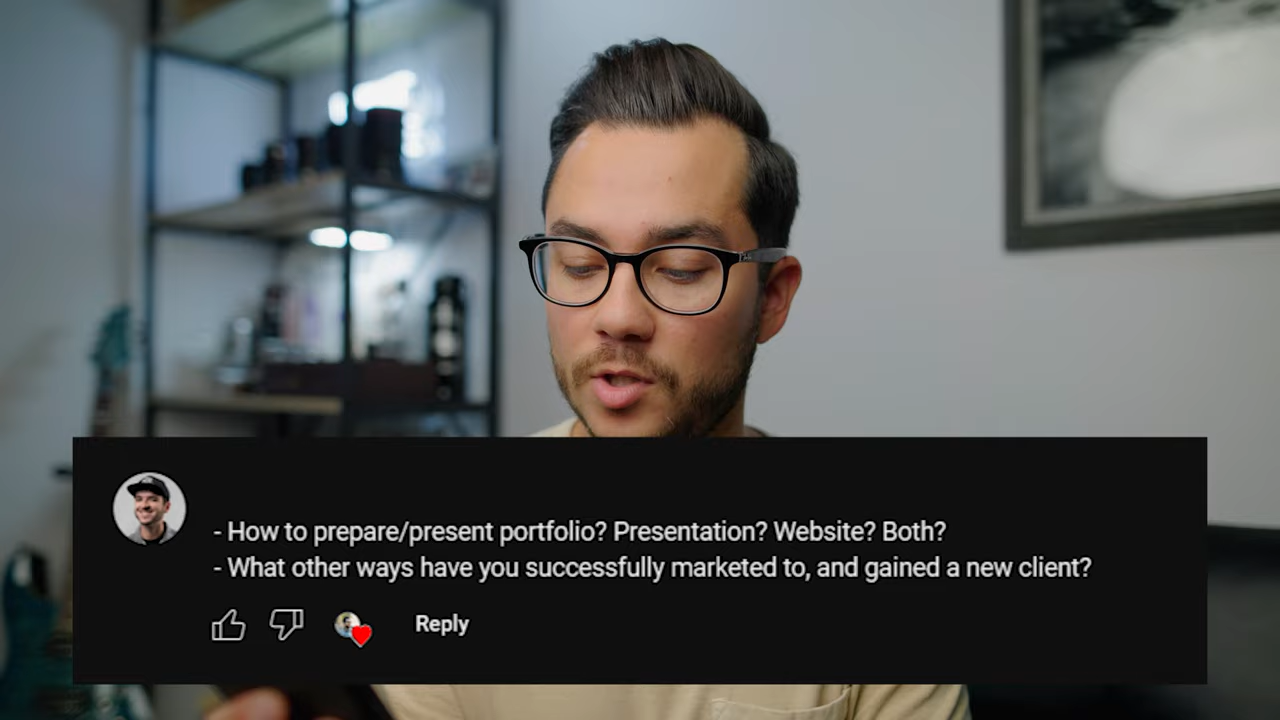 - How to prepare/present portfolio? Presentation? Website? Both?
- What other ways have you successfully marketed to, and gained a new client?
Reply